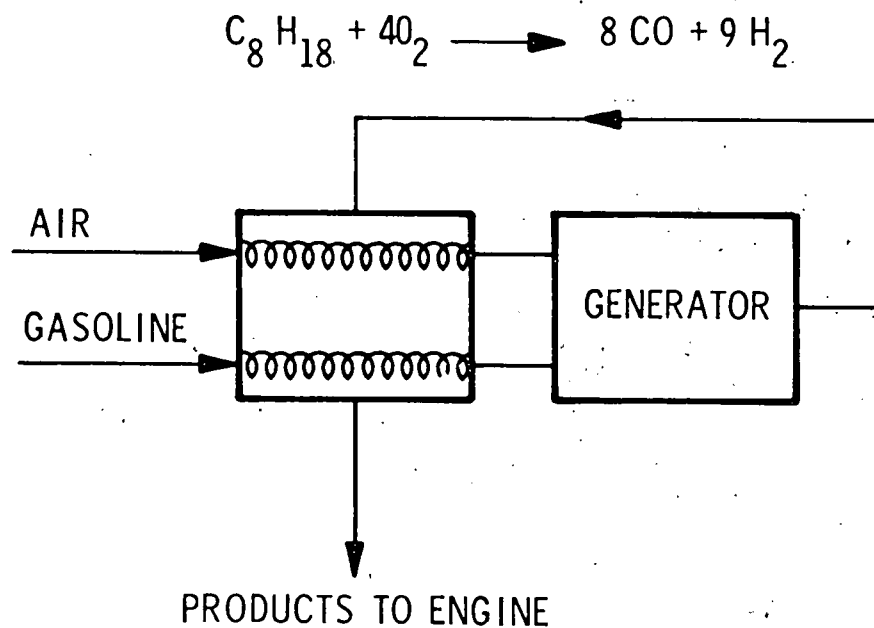 C₈ H₁₈ + 4O₂ → 8 CO + 9 H₂
AIR
GASOLINE
GENERATOR
PRODUCTS TO ENGINE